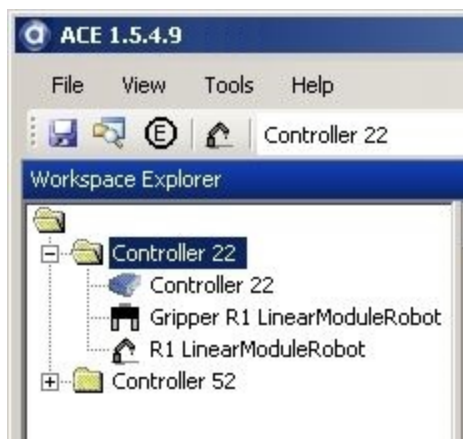 ACE 1.5.4.9
File View Tools Help
E Controller 22
Workspace Explorer
Controller 22
Controller 22
Gripper R1 LinearModuleRobot
R1 LinearModuleRobot
Controller 52